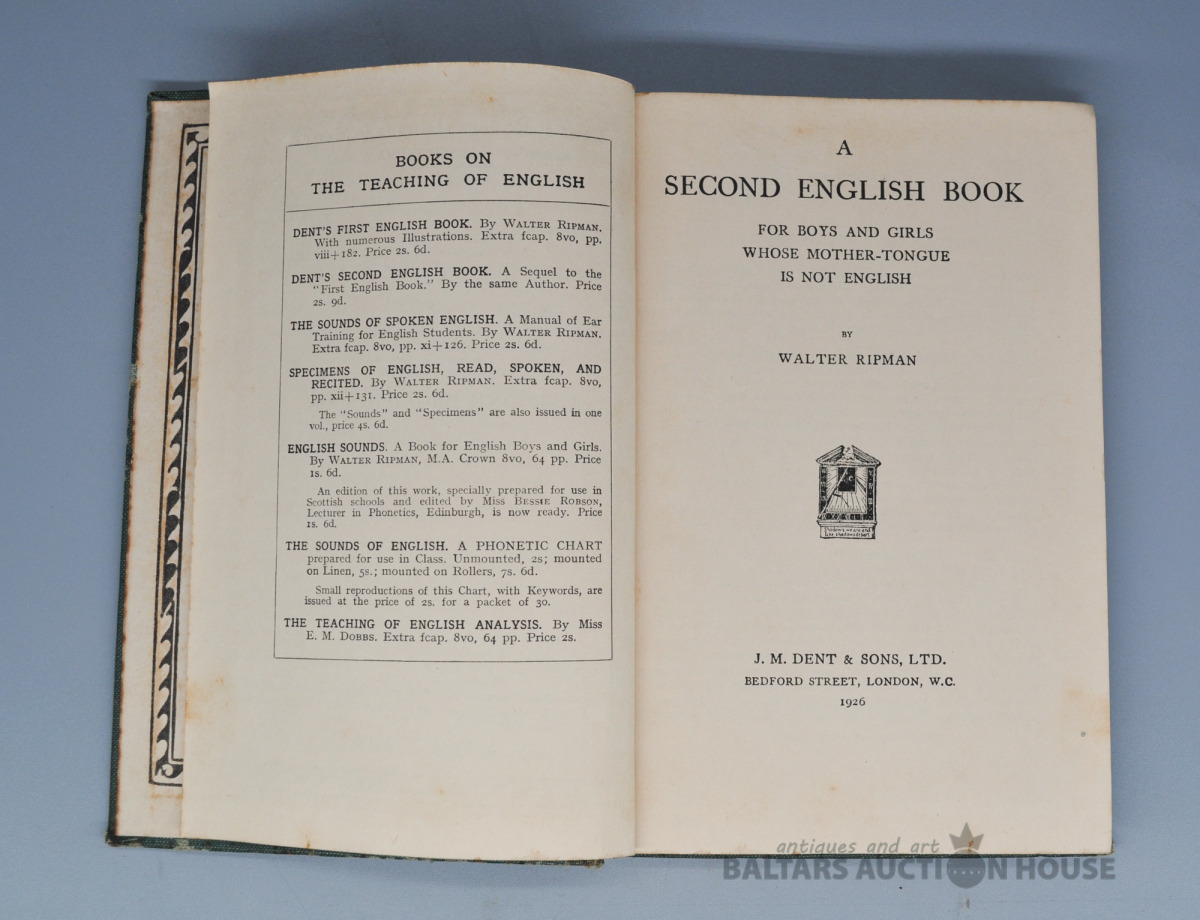 BOOKS ON
THE TEACHING OF ENGLISH
DENT'S FIRST ENGLISH BOOK. By WALTER RIPMAN.
With numerous Illustrations. Extra fcap. 8vo, pp.
viii+182. Price 2s. 6d.
DENT'S SECOND ENGLISH BOOK. A Sequel to the
"First English Book." By the same Author. Price
2s. 9d.
THE SOUNDS OF SPOKEN ENGLISH. A Manual of Ear
Training for English Students. By WALTER RIPMAN.
Extra fcap. 8vo, pp. xi+126. Price 2s. 6d.
SPECIMENS OF ENGLISH, READ, SPOKEN, AND
RECITED. By WALTER RIPMAN. Extra fcap. 8vo,
pp. xii+131. Price 2s. 6d.
The "Sounds" and "Specimens" are also issued in one
vol., price 4s. 6d.
ENGLISH SOUNDS. A Book for English Boys and Girls.
By WALTER RIPMAN, M.A. Crown 8vo, 64 pp. Price
1s. 6d.
An edition of this work, specially prepared for use in
Scottish schools and edited by Miss BESSIE ROBSON,
Lecturer in Phonetics, Edinburgh, is now ready. Price
1s. 6d.
THE SOUNDS OF ENGLISH. A PHONETIC CHART
prepared for use in Class. Unmounted, 2s; mounted
on Linen, 5s.; mounted on Rollers, 7s. 6d.
Small reproductions of this Chart, with Keywords, are
issued at the price of 2s. for a packet of 30.
THE TEACHING OF ENGLISH ANALYSIS. By Miss
E. M. DOBBS. Extra fcap. 8vo, 64 pp. Price 2s.
A
SECOND ENGLISH BOOK
FOR BOYS AND GIRLS
WHOSE MOTHER-TONGUE
IS NOT ENGLISH
BY
WALTER RIPMAN
J. M. DENT & SONS, LTD.
BEDFORD STREET, LONDON, W.C.
1926
antiques and art
BALTARS AUCTION HOUSE